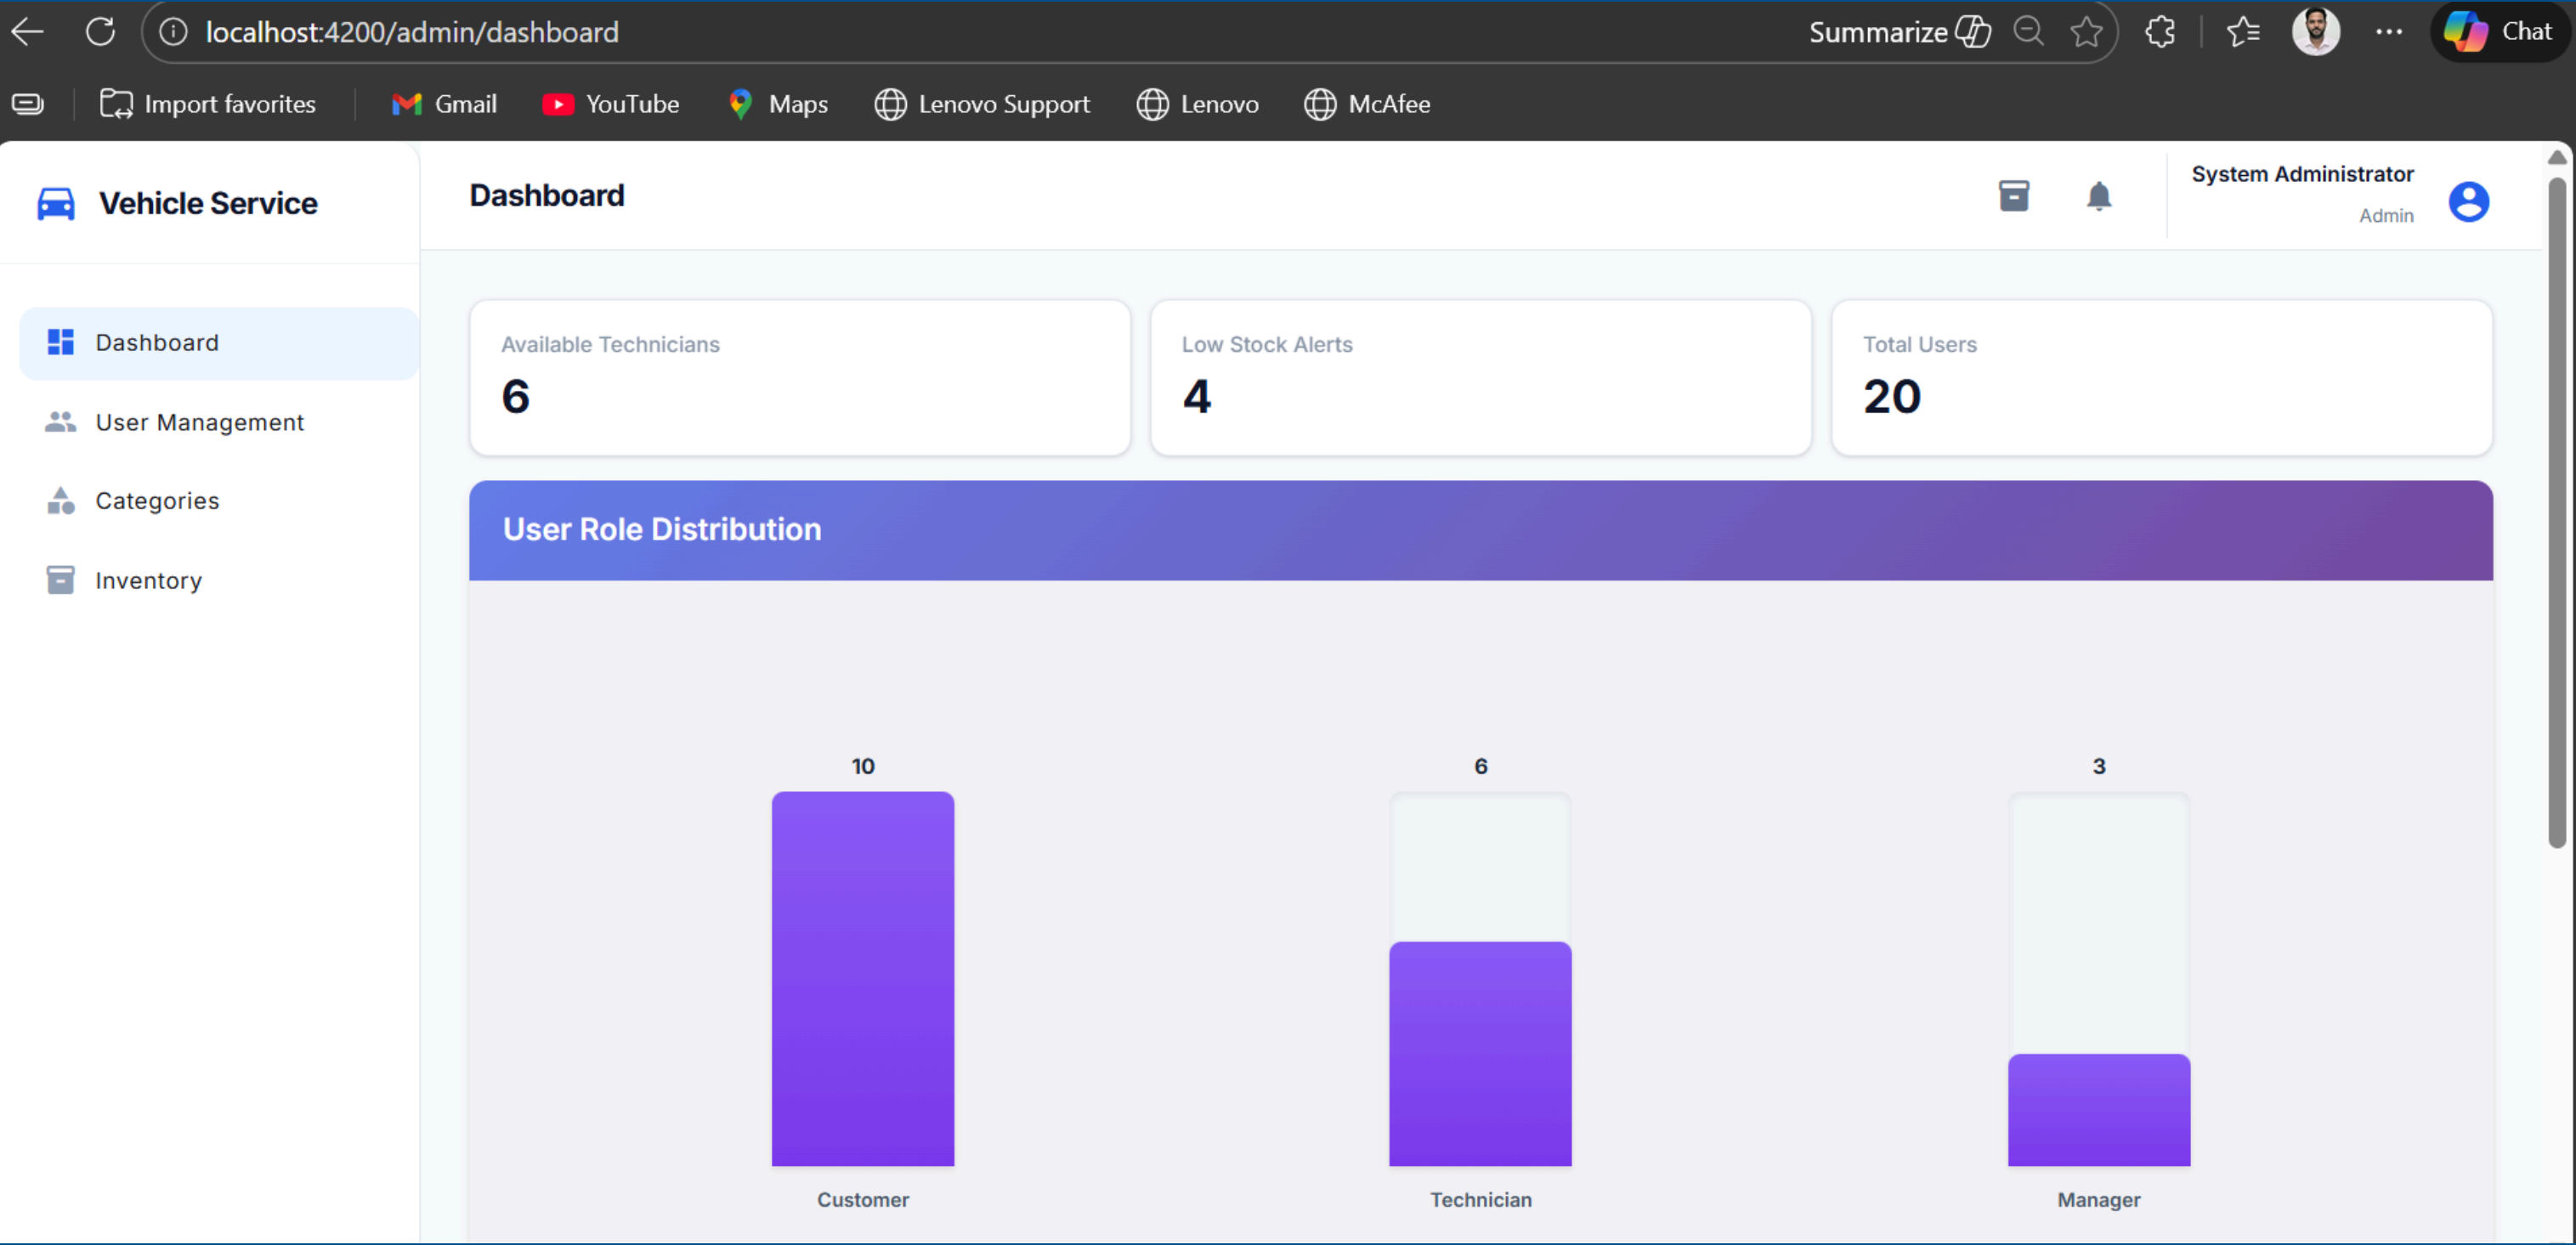 localhost:4200/admin/dashboard
Summarize
Chat
Import favorites
Gmail
YouTube
Maps
Lenovo Support
Lenovo
McAfee
Vehicle Service
Dashboard
User Management
Categories
Inventory
Dashboard
System Administrator
Admin
Available Technicians
6
Low Stock Alerts
4
Total Users
20
User Role Distribution
10
6
3
Customer
Technician
Manager